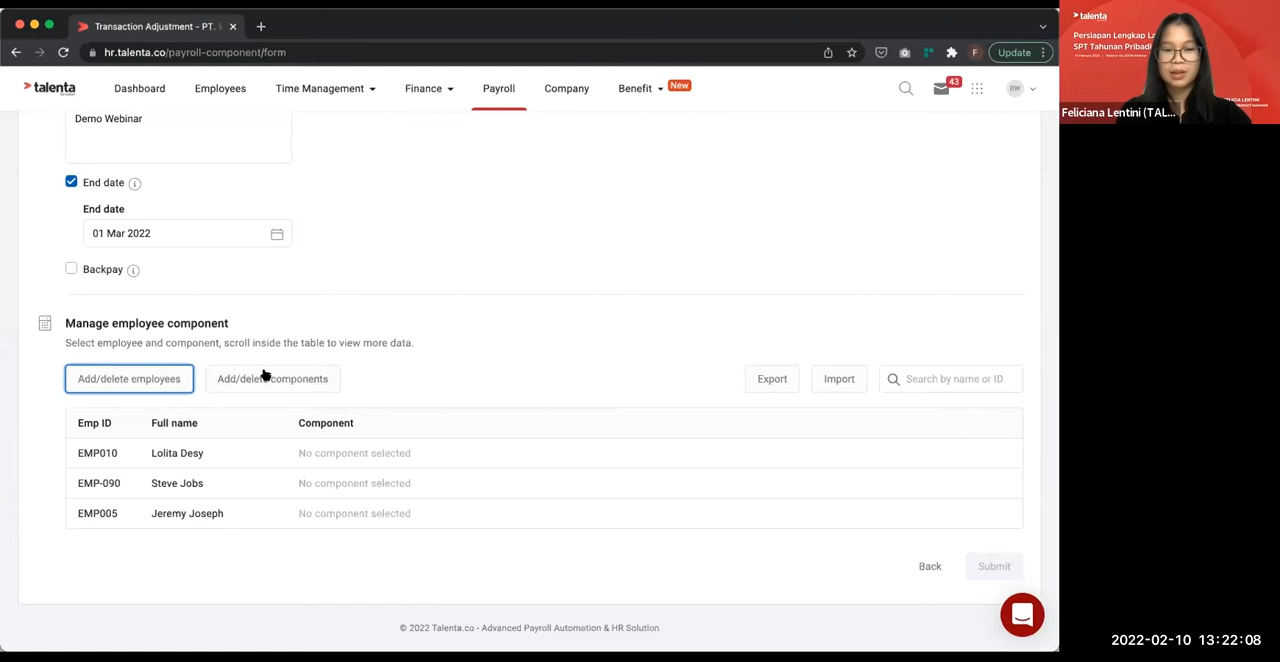 Transaction Adjustment - PT.
hr.talenta.co/payroll-component/form
F
Update
talenta
Dashboard
Employees
Time Management
Finance
Payroll
Company
Benefit
New
43
BW
Demo Webinar
End date
End date
01 Mar 2022
Backpay
Manage employee component
Select employee and component, scroll inside the table to view more data.
Add/delete employees
Add/delete components
Export
Import
Search by name or ID
Emp ID Full name Component
EMP010 Lolita Desy No component selected
EMP-090 Steve Jobs No component selected
EMP005 Jeremy Joseph No component selected
Back
Submit
© 2022 Talenta.co - Advanced Payroll Automation & HR Solution
talenta
Persiapan Lengkap
SPT Tahunan Pribadi
Feliciana Lentini (TAL...
2022-02-10 13:22:08